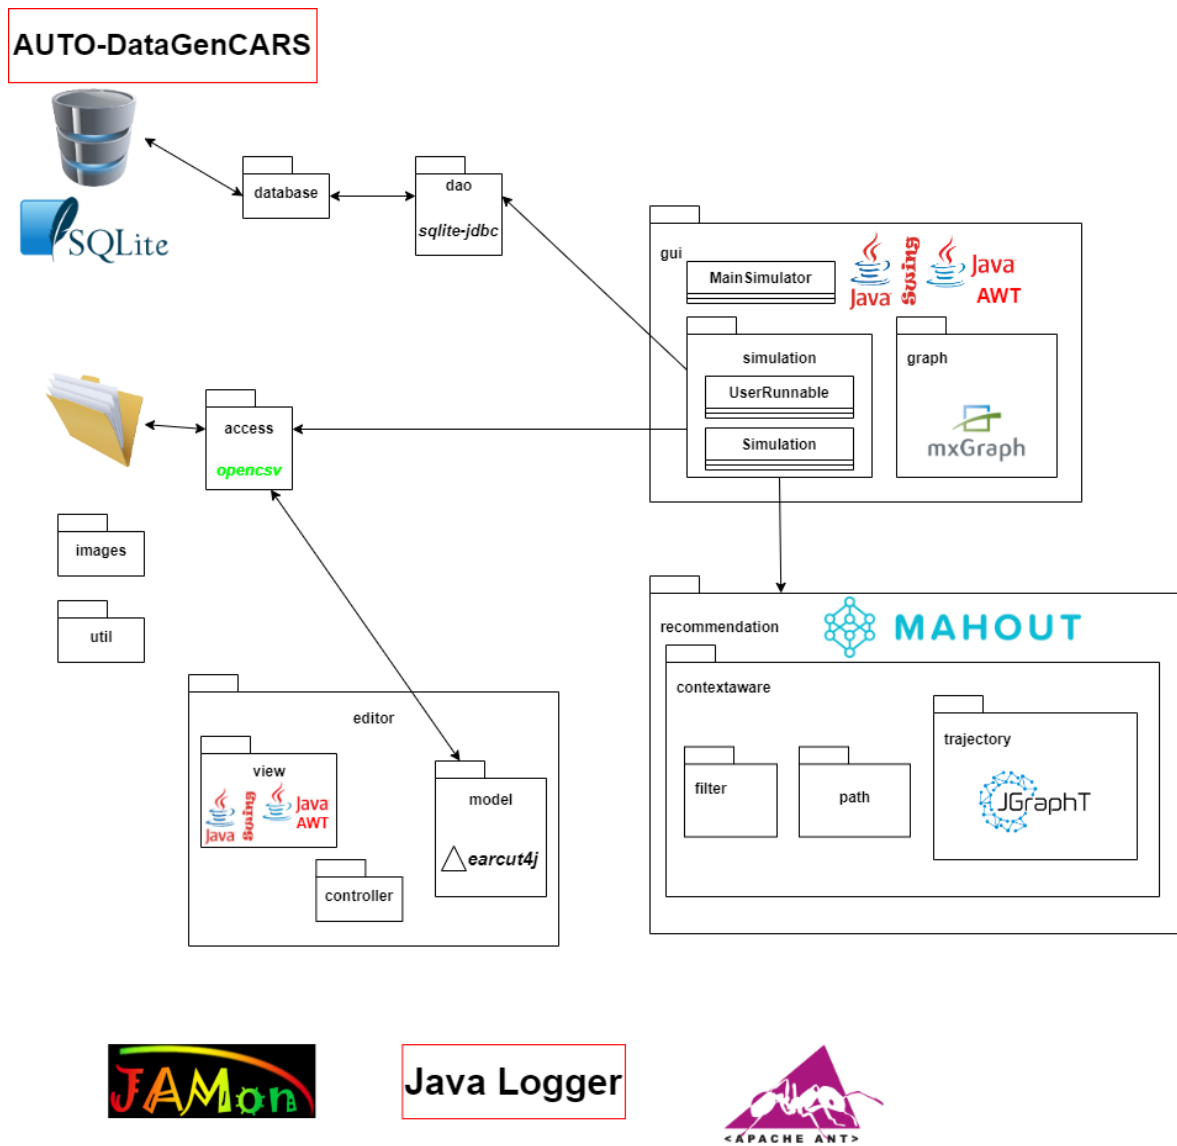 AUTO-DataGenCARS
SQLite
database
dao
sqlite-jdbc
gui
MainSimulator
Java
Swing
Java
AWT
simulation
UserRunnable
Simulation
graph
mxGraph
access
opencsv
images
util
recommendation
MAHOUT
contextaware
filter
path
trajectory
JGraphT
editor
view
Java
Swing
Java
AWT
controller
model
earcut4j
JAMon
Java Logger
<APACHE ANT>